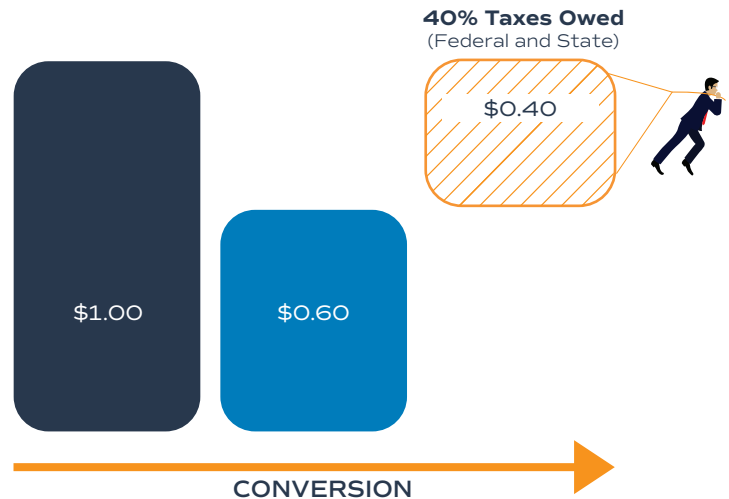 40% Taxes Owed
(Federal and State)
$0.40
$1.00
$0.60
CONVERSION